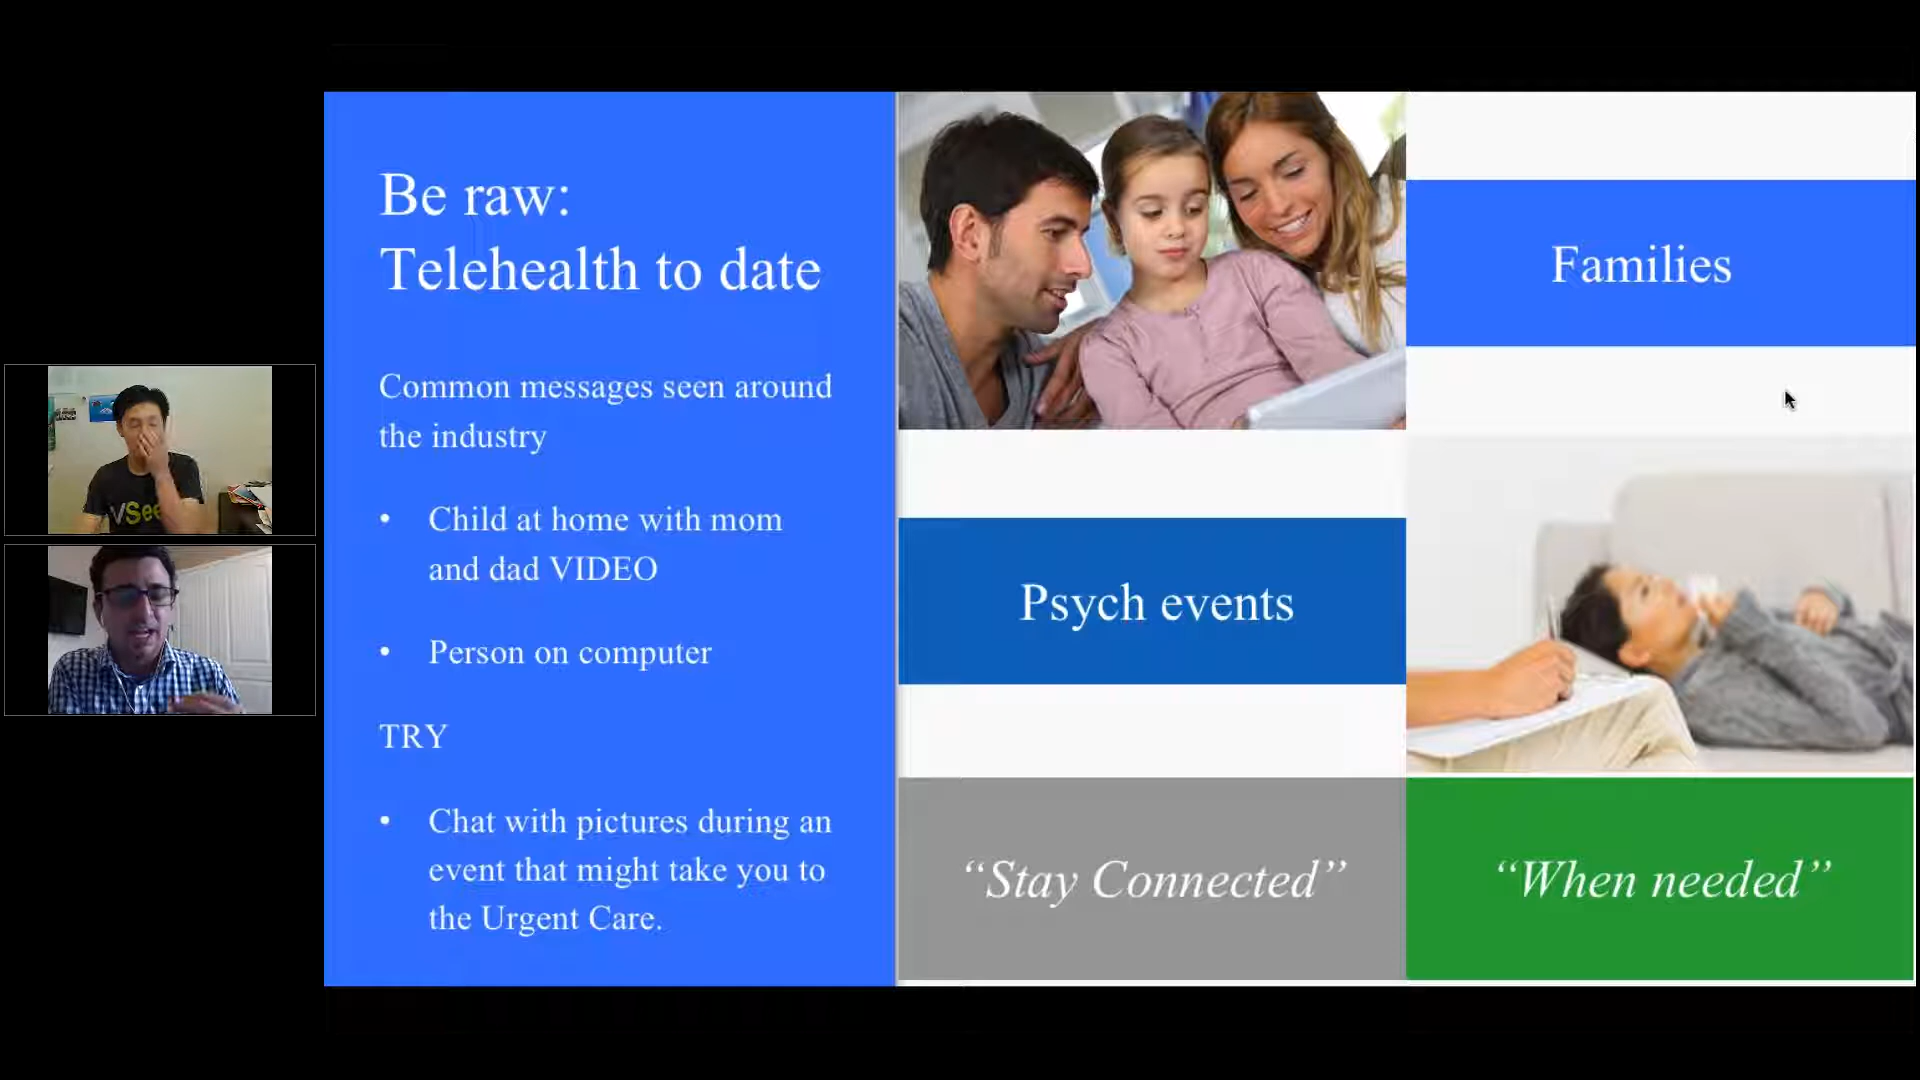 Be raw:
Telehealth to date
Common messages seen around
the industry
• Child at home with mom
and dad VIDEO
• Person on computer
TRY
• Chat with pictures during an
event that might take you to
the Urgent Care.
Families
Psych events
“Stay Connected”
“When needed”
VSee